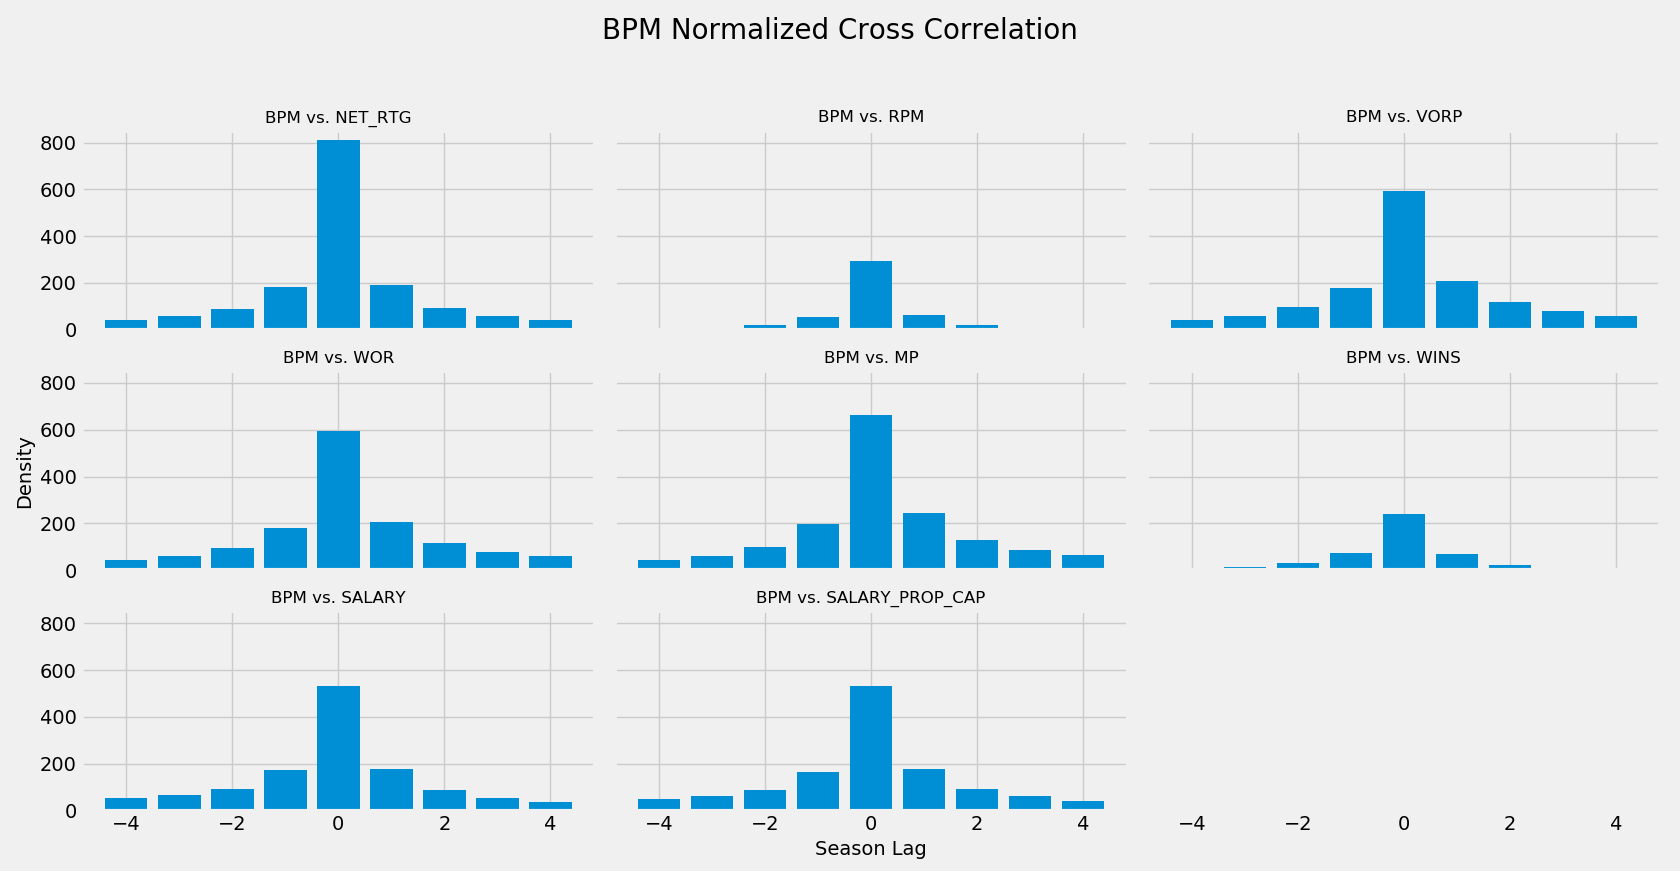 BPM Normalized Cross Correlation
BPM vs. NET_RTG
BPM vs. RPM
BPM vs. VORP
800
600
400
200
0
BPM vs. WOR
BPM vs. MP
BPM vs. WINS
800
600
400
200
0
Density
BPM vs. SALARY
BPM vs. SALARY_PROP_CAP
800
600
400
200
0
−4 −2 0 2 4
−4 −2 0 2 4
−4 −2 0 2 4
Season Lag